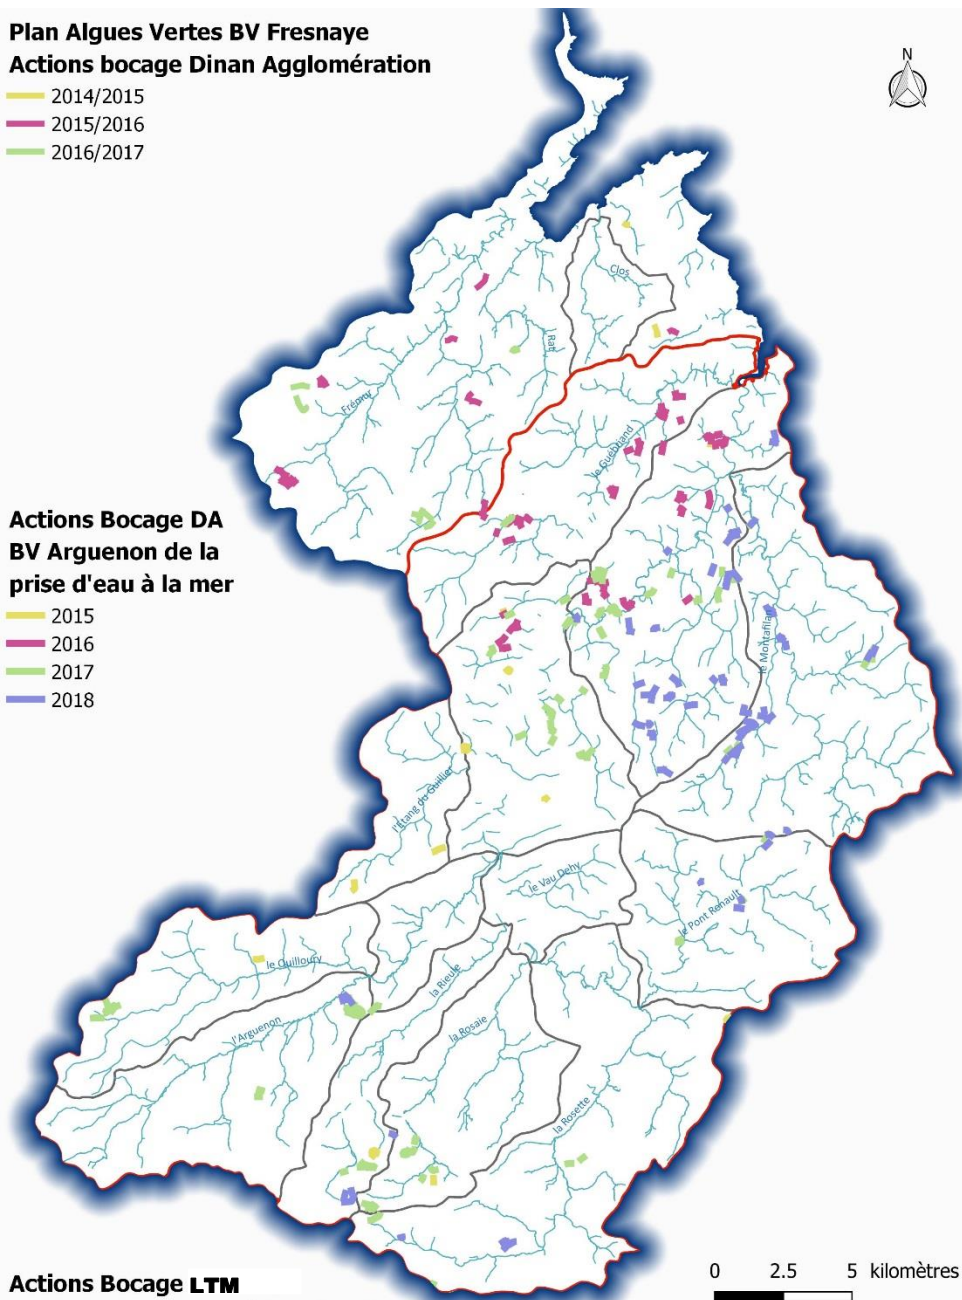 Plan Algues Vertes BV Fresnaye
Actions bocage Dinan Agglomération
2014/2015
2015/2016
2016/2017
N
Clos
Rat
Frémur
le Guébriand
Actions Bocage DA
BV Arguenon de la
prise d'eau à la mer
2015
2016
2017
2018
le Montafilan
l'Etang du Guillier
le Vau Dehy
le Pont Renault
le Quilloury
la Rieule
l'Arguenon
la Rosaie
la Rosette
Actions Bocage LTM
0 2.5 5 kilomètres